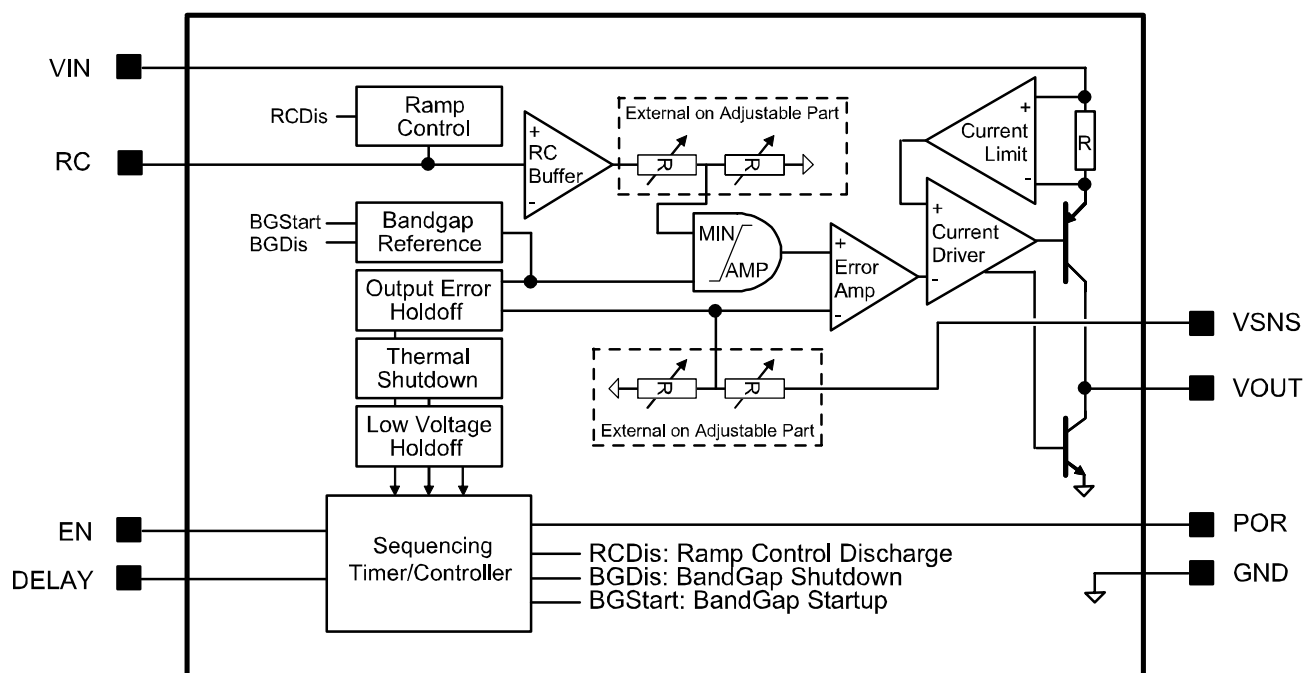 VIN
RCDis
Ramp
Control
RC
+
RC
Buffer
-
External on Adjustable Part
R
R
+
Current
Limit
-
R
BGStart
BGDis
Bandgap
Reference
MIN
AMP
+
Error
Amp
-
+
Current
Driver
-
Output Error
Holdoff
Thermal
Shutdown
Low Voltage
Holdoff
R
R
External on Adjustable Part
VSNS
VOUT
EN
DELAY
Sequencing
Timer/Controller
RCDis: Ramp Control Discharge
BGDis: BandGap Shutdown
BGStart: BandGap Startup
POR
GND